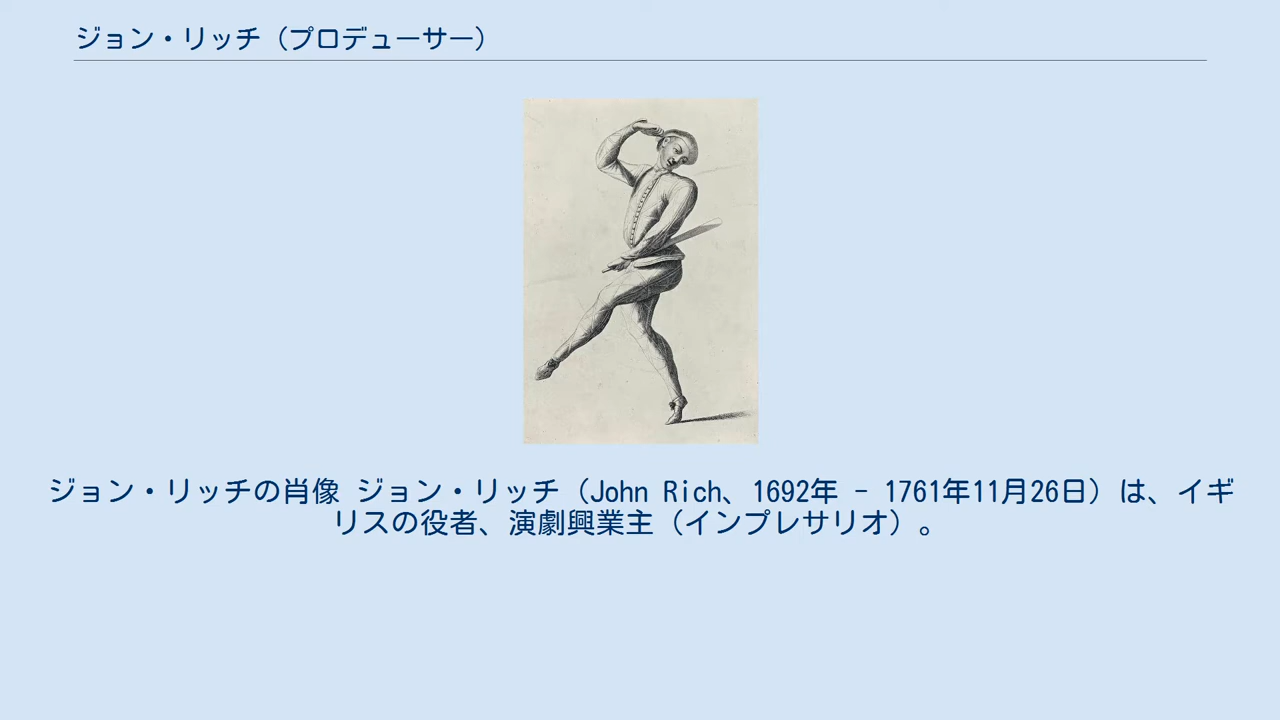 ジョン・リッチ（プロデューサー）
ジョン・リッチの肖像 ジョン・リッチ（John Rich、1692年 - 1761年11月26日）は、イギ
リスの役者、演劇興業主（インプレサリオ）。